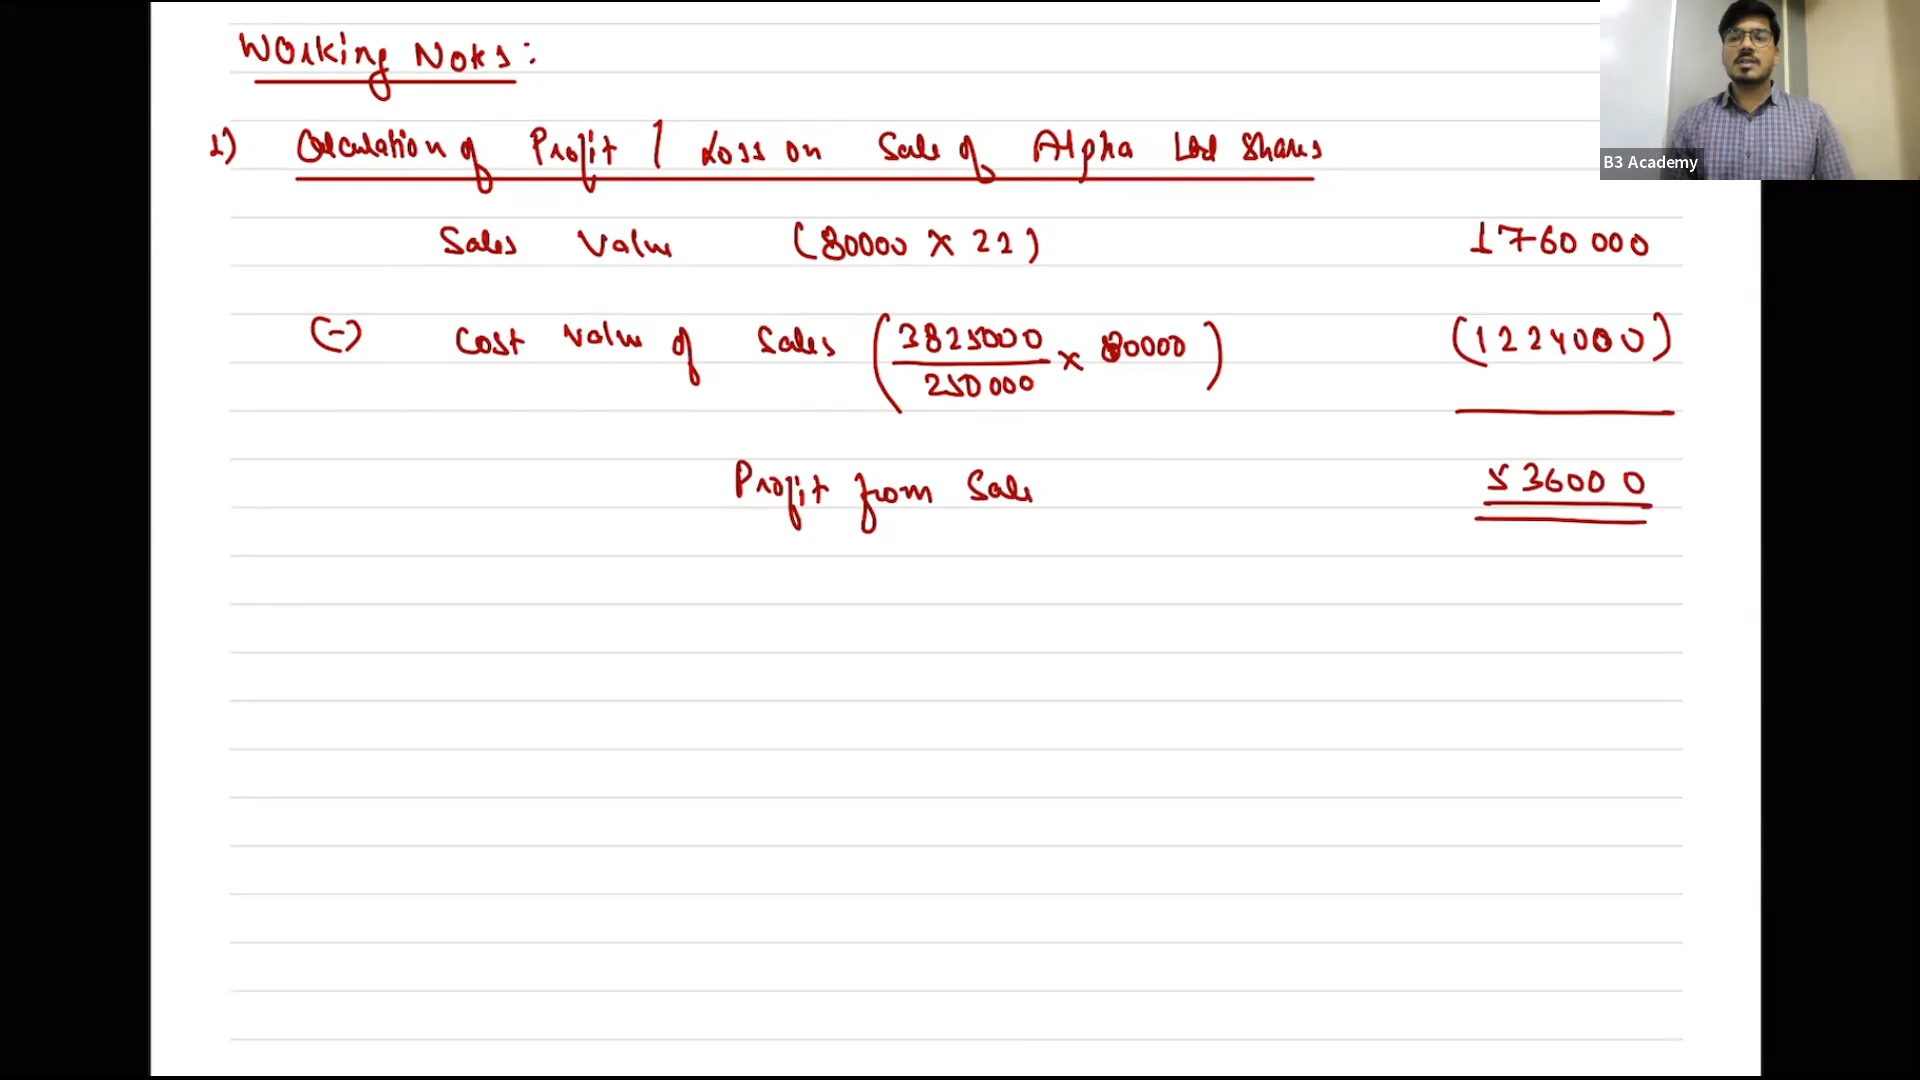 Working Notes:
1) Calculation of Profit / Loss on Sale of Alpha Ltd Shares
B3 Academy
Sales Value (80000 x 22) 1760000
(-) Cost Value of Sales (3825000 / 250000 x 80000) (1224000)
Profit from Sale 536000